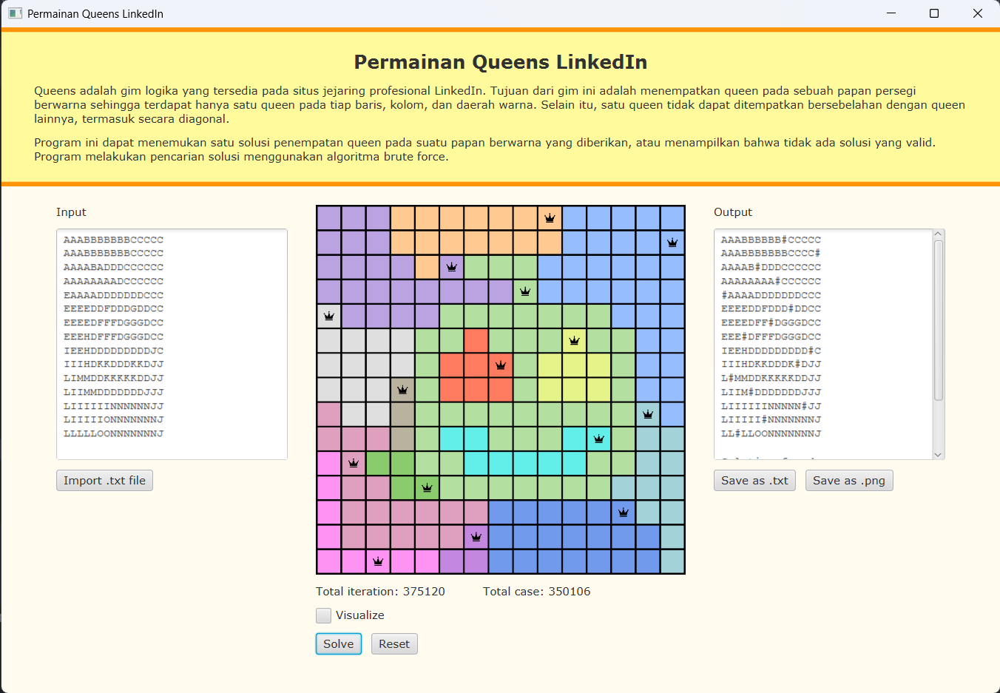 Permainan Queens LinkedIn
Permainan Queens LinkedIn
Queens adalah gim logika yang tersedia pada situs jejaring profesional LinkedIn. Tujuan dari gim ini adalah menempatkan queen pada sebuah papan persegi
berwarna sehingga terdapat hanya satu queen pada tiap baris, kolom, dan daerah warna. Selain itu, satu queen tidak dapat ditempatkan bersebelahan dengan queen
lainnya, termasuk secara diagonal.
Program ini dapat menemukan satu solusi penempatan queen pada suatu papan berwarna yang diberikan, atau menampilkan bahwa tidak ada solusi yang valid.
Program melakukan pencarian solusi menggunakan algoritma brute force.
Input
AAABBBBBBBCCCCC
AAABBBBBBBCCCCC
AAAABADDDCCCCCC
AAAAAAAADCCCCCC
EAAAADDDDDDDCCC
EEEEDDFDDDGDDCC
EEEEDFFFDGGGDCC
EEEHDFFFDGGGDCC
IEEHDDDDDDDDDJC
IIIHDKKDDDKKDJJ
LIMMDDKKKKKDDJJ
LIIMMDDDDDDDJJJ
LIIIIIINNNNNNJJ
LIIIIIONNNNNNNJ
LLLLLOONNNNNNNJ
Import .txt file
Total iteration: 375120 Total case: 350106
Visualize
Solve Reset
Output
AAABBBBBB#CCCCC
AAABBBBBBBCCCC#
AAAAB#DDDCCCCCC
AAAAAAAA#CCCCCC
#AAAADDDDDDDCCC
EEEEDDFDDD#DDCC
EEEEDFF#DGGGDCC
EEE#DFFFDGGGDCC
IEEHDDDDDDDDD#C
IIIHDKKDDDK#DJJ
L#MMDDKKKKKDDJJ
LIIM#DDDDDDDJJJ
LIIIIIINNNNN#JJ
LIIIII#NNNNNNNJ
LL#LLOONNNNNNNJ
Save as .txt Save as .png